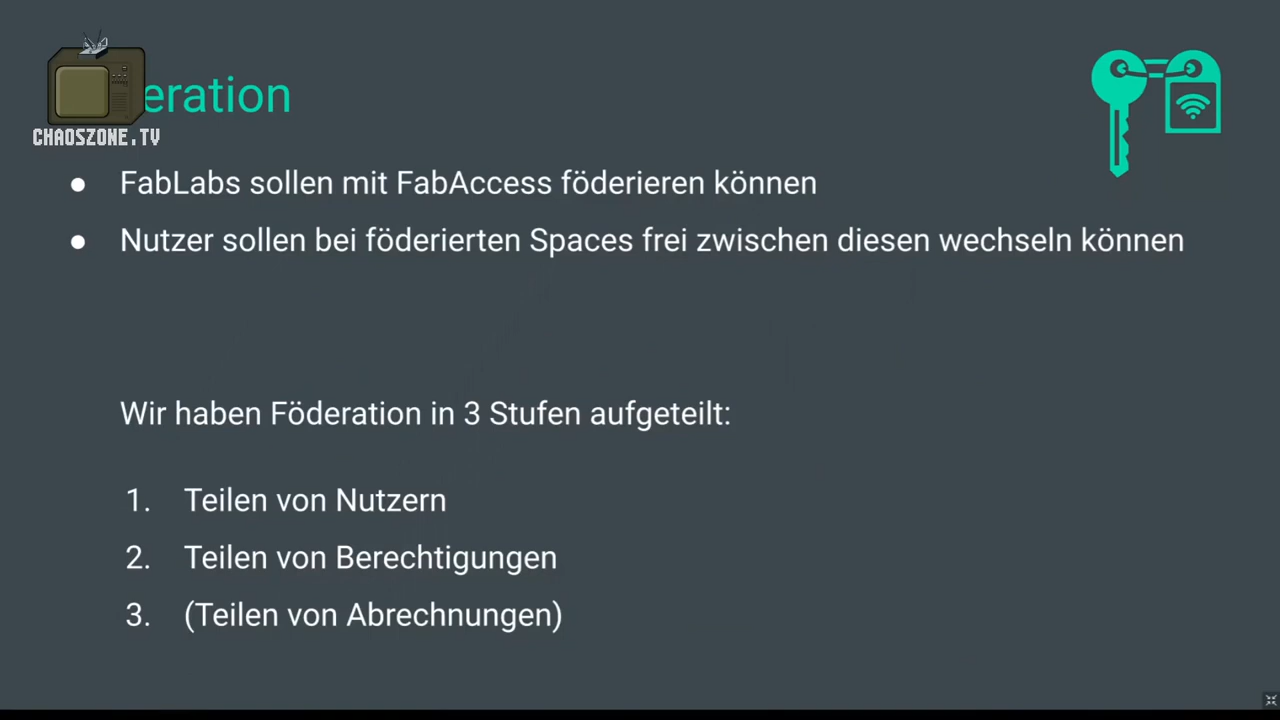 eration
CHAOSZONE.TV
● FabLabs sollen mit FabAccess föderieren können
● Nutzer sollen bei föderierten Spaces frei zwischen diesen wechseln können
Wir haben Föderation in 3 Stufen aufgeteilt:
1. Teilen von Nutzern
2. Teilen von Berechtigungen
3. (Teilen von Abrechnungen)